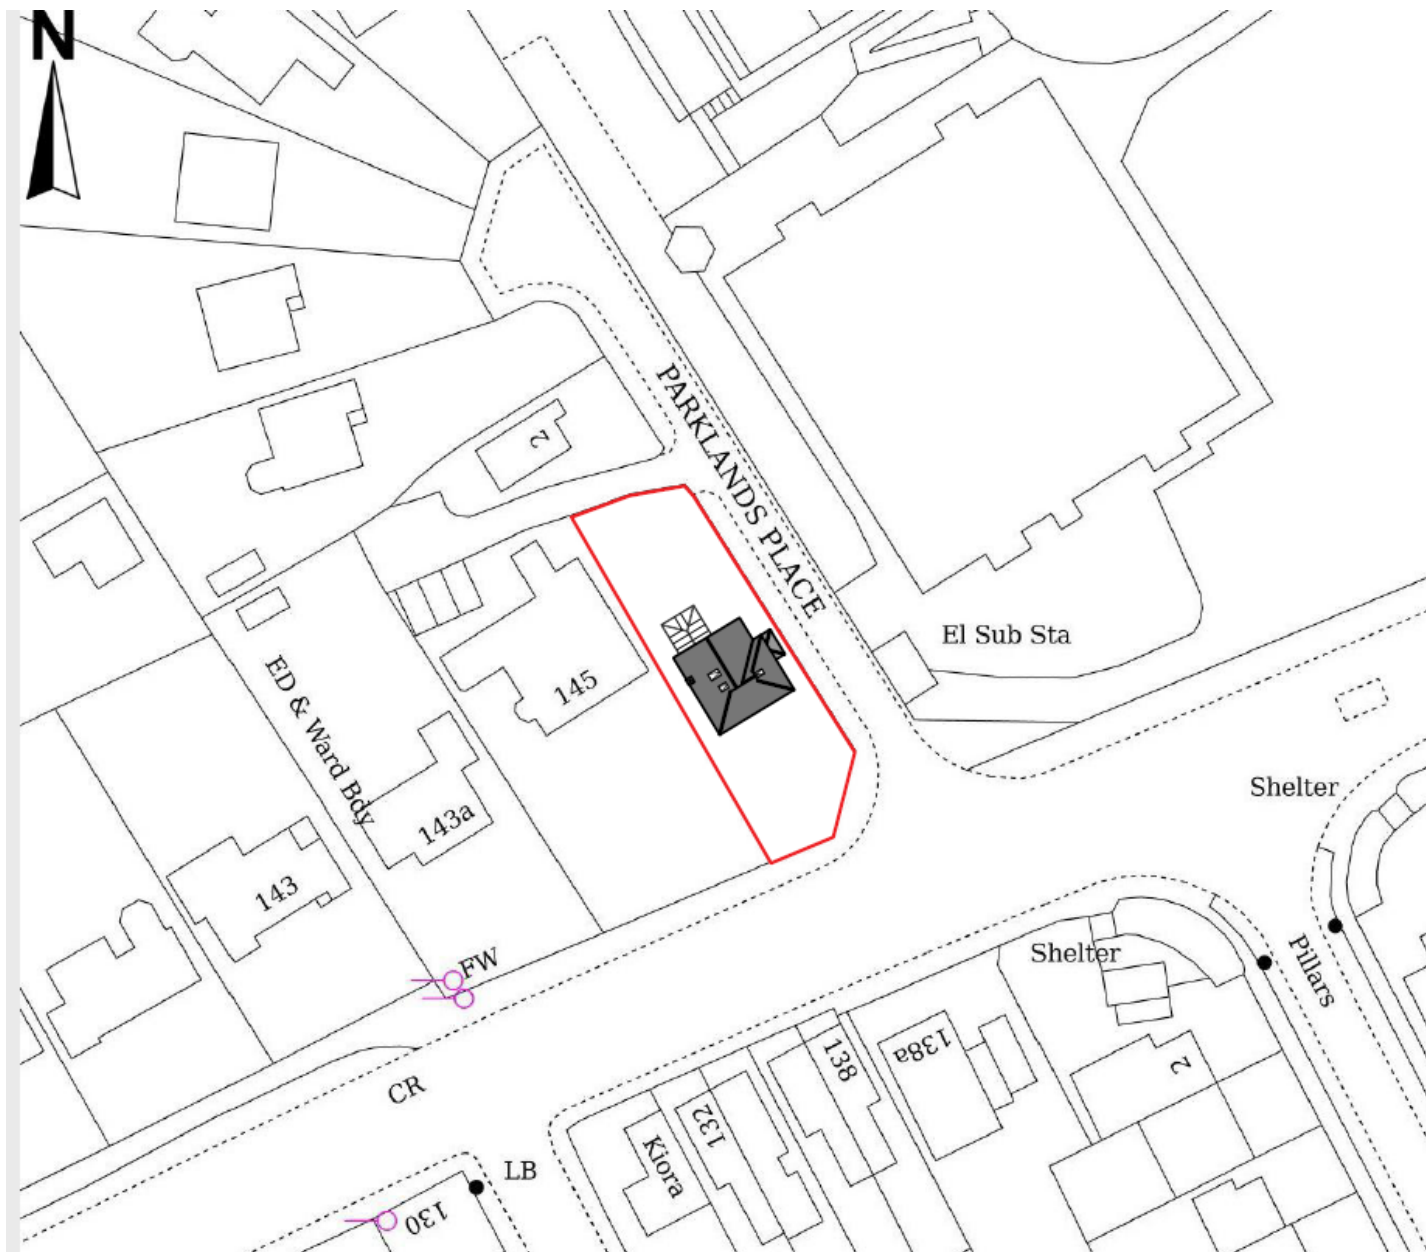 N
2
PARKLANDS PLACE
El Sub Sta
145
ED & Ward Bdy
143a
143
Shelter
FW
Shelter
Pillars
138
138a
2
CR
132
Kiora
LB
130